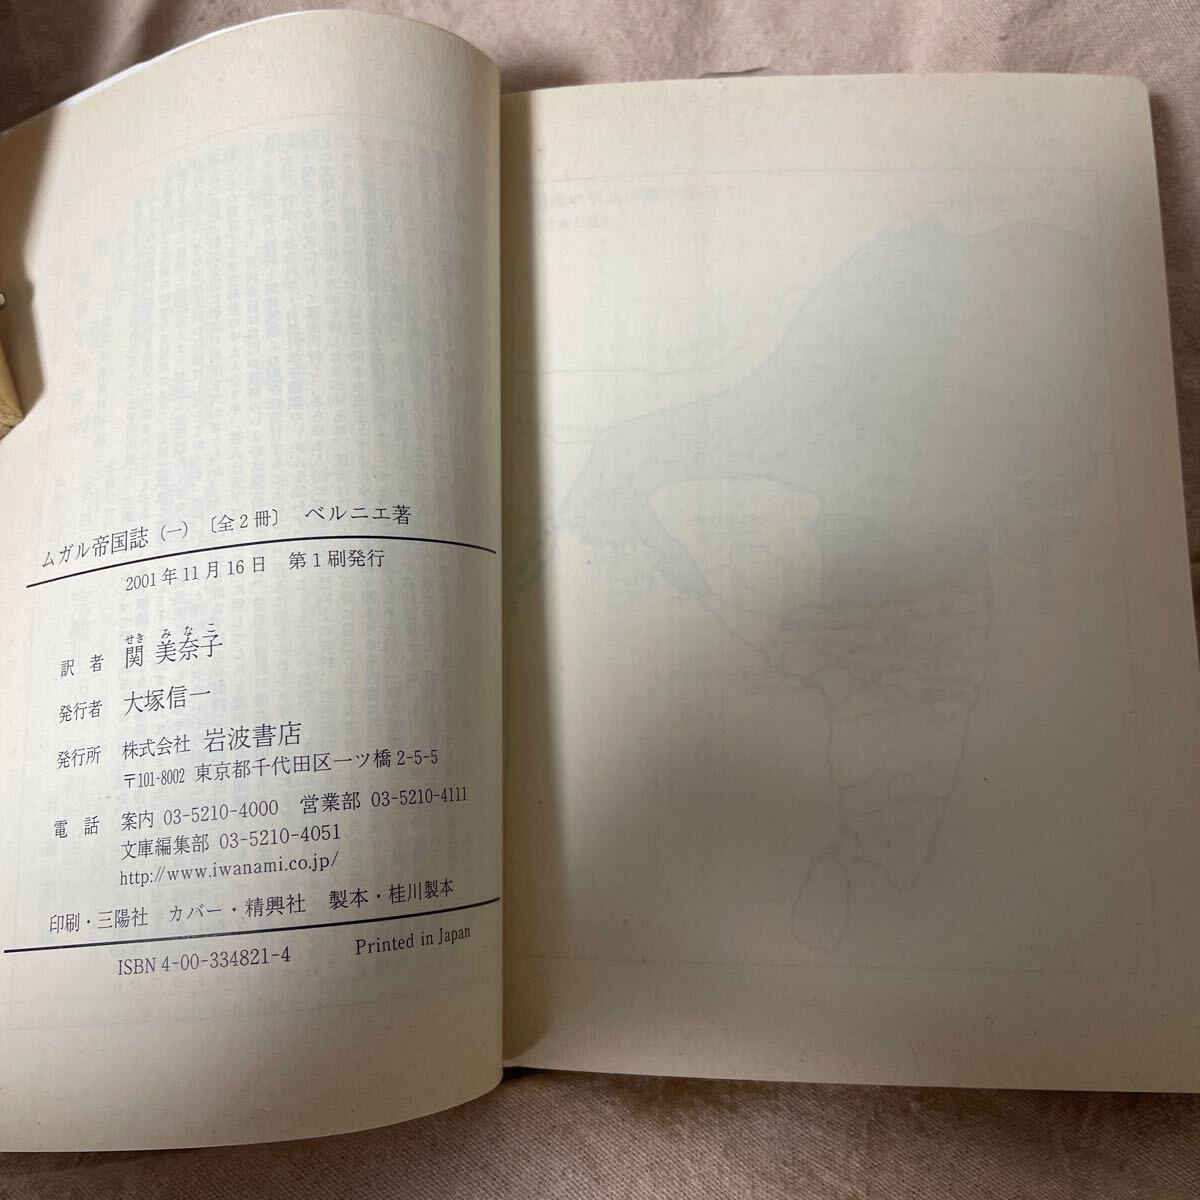 ムガル帝国誌(一)〔全2冊〕 ベルニエ著
2001年11月16日 第1刷発行
せき みなこ
訳者 関 美奈子
発行者 大塚信一
発行所 株式会社 岩波書店
〒101-8002 東京都千代田区一ツ橋2-5-5
電話 案内 03-5210-4000 営業部 03-5210-4111
文庫編集部 03-5210-4051
http://www.iwanami.co.jp/
印刷・三陽社 カバー・精興社 製本・桂川製本
ISBN 4-00-334821-4 Printed in Japan